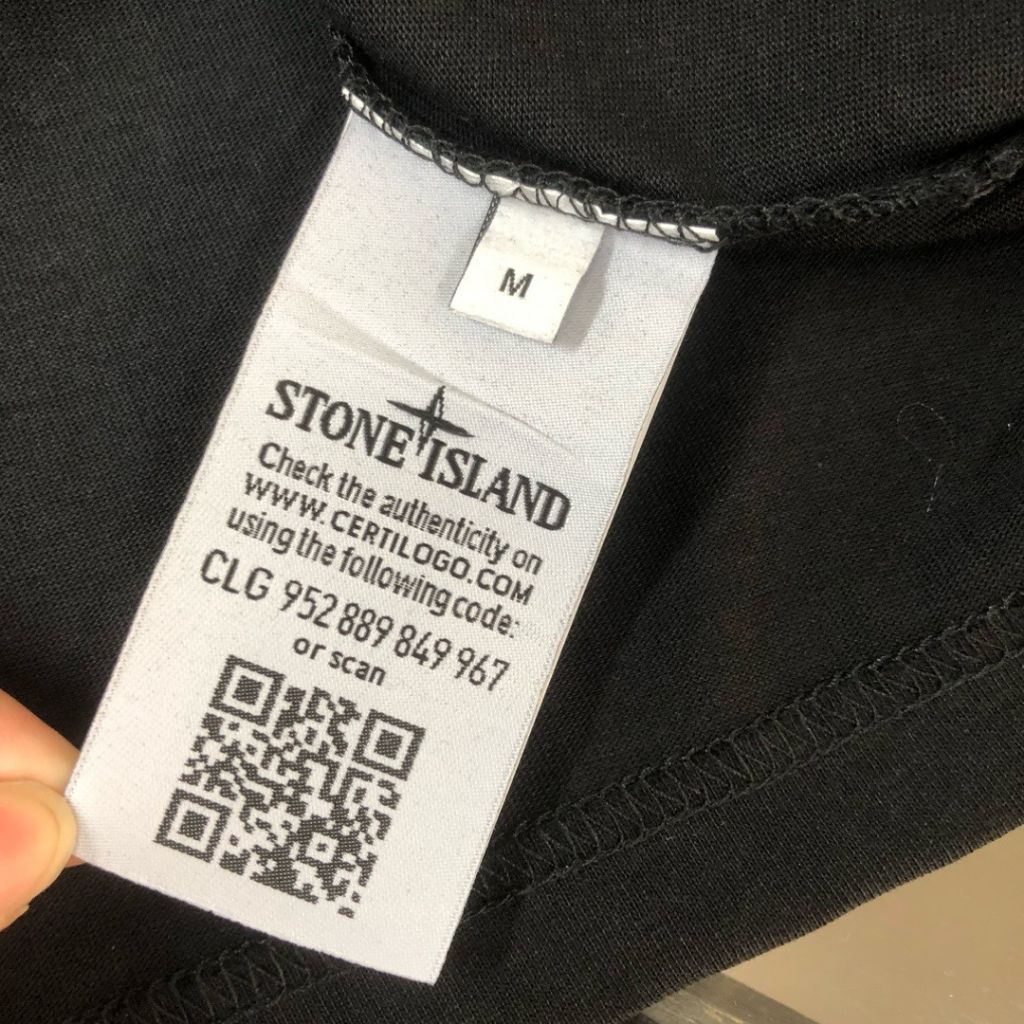 M
STONE ISLAND
Check the authenticity on
WWW.CERTILOGO.COM
using the following code:
CLG 952 889 849 967
or scan